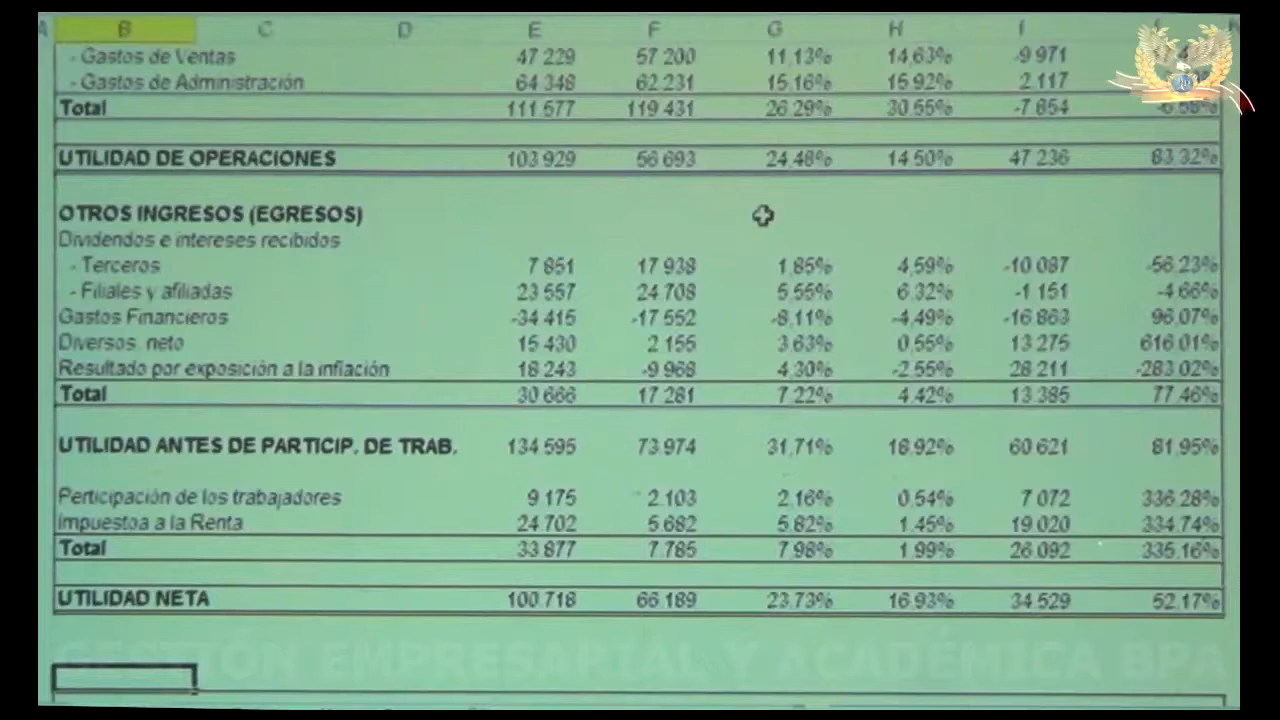 A B C D E F G H I
- Gastos de Ventas 47 229 57 200 11,13% 14,63% -9 971
- Gastos de Administración 64 348 62 231 15,16% 15,92% 2 117
Total 111 577 119 431 26,29% 30,55% -7 854 -6,58%
UTILIDAD DE OPERACIONES 103 929 56 693 24,48% 14,50% 47 236 83,32%
OTROS INGRESOS (EGRESOS)
Dividendos e intereses recibidos
- Terceros 7 851 17 938 1,85% 4,59% -10 087 -56,23%
- Filiales y afiliadas 23 557 24 708 5,55% 6,32% -1 151 -4,66%
Gastos Financieros -34 415 -17 552 -8,11% -4,49% -16 863 96,07%
Diversos, neto 15 430 2 155 3,63% 0,55% 13 275 616,01%
Resultado por exposición a la inflación 18 243 -9 968 4,30% -2,55% 28 211 -283,02%
Total 30 666 17 281 7,22% 4,42% 13 385 77,46%
UTILIDAD ANTES DE PARTICIP. DE TRAB. 134 595 73 974 31,71% 18,92% 60 621 81,95%
Perticipación de los trabajadores 9 175 2 103 2,16% 0,54% 7 072 336,28%
Impuestoa a la Renta 24 702 5 682 5,82% 1,45% 19 020 334,74%
Total 33 877 7 785 7,98% 1,99% 26 092 335,16%
UTILIDAD NETA 100 718 66 189 23,73% 16,93% 34 529 52,17%
GESTIÓN EMPRESARIAL Y ACADÉMICA BPA